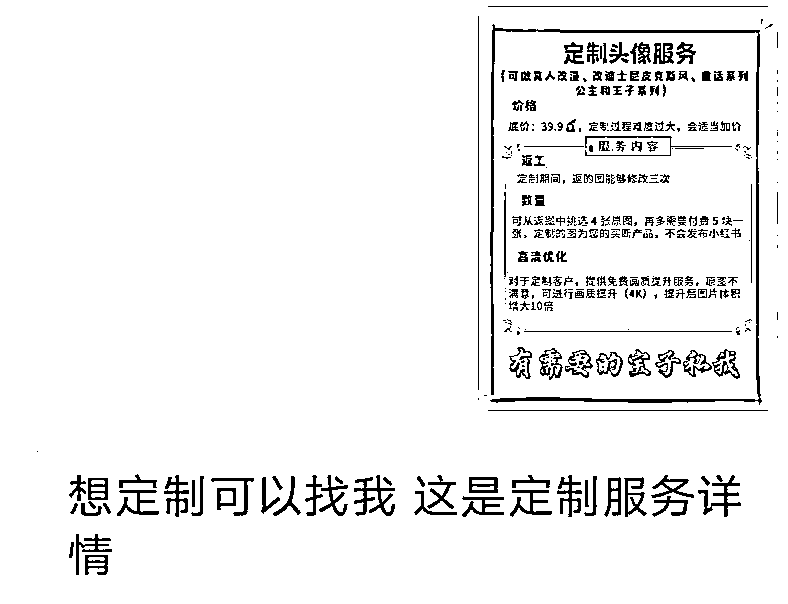 定制头像服务
（可做真人改漫、改迪士尼皮克斯风、童话系列
公主和王子系列）
价格
底价：39.9，定制过程难度过大，会适当加价
服务内容
返工
定制期间，返的图能够修改三次
数量
可从返图中挑选4张原图，再多需要付费5块一
张，定制的图为您的买断产品，不会发布小红书
高清优化
对于定制客户，提供免费画质提升服务，原图不
满意，可进行画质提升（4K），提升后图片体积
增大10倍
有需要的宝子私我
想定制可以找我 这是定制服务详
情